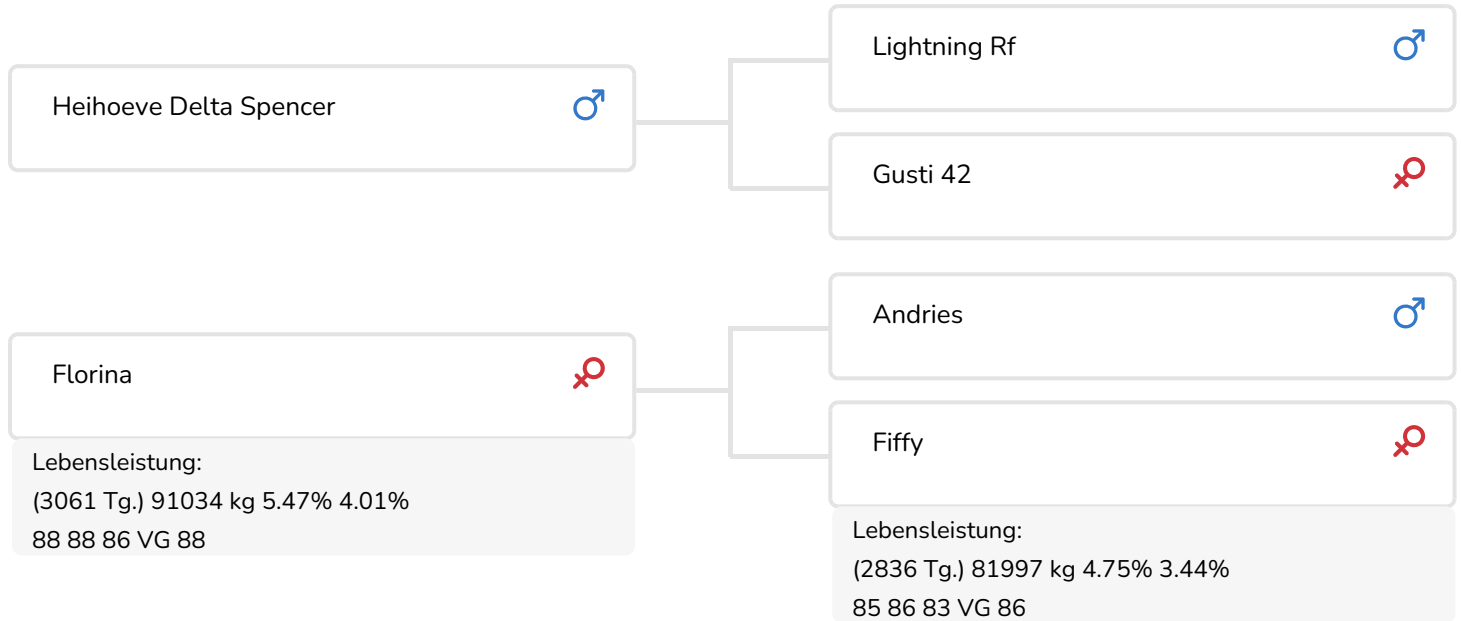 Lightning Rf
Heihoeve Delta Spencer
Gusti 42
Andries
Florina
Lebensleistung:
(3061 Tg.) 91034 kg 5.47% 4.01%
88 88 86 VG 88
Fiffy
Lebensleistung:
(2836 Tg.) 81997 kg 4.75% 3.44%
85 86 83 VG 86